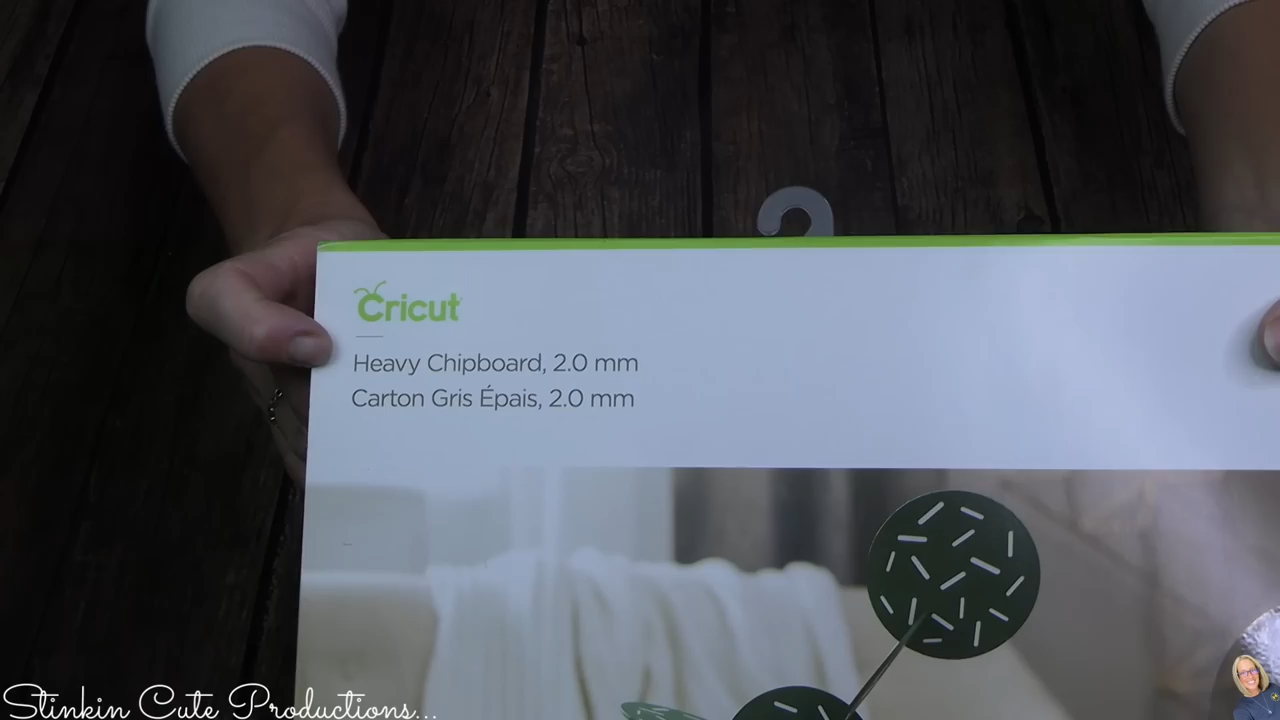 Cricut
Heavy Chipboard, 2.0 mm
Carton Gris Épais, 2.0 mm
Stinkin Cute Productions...